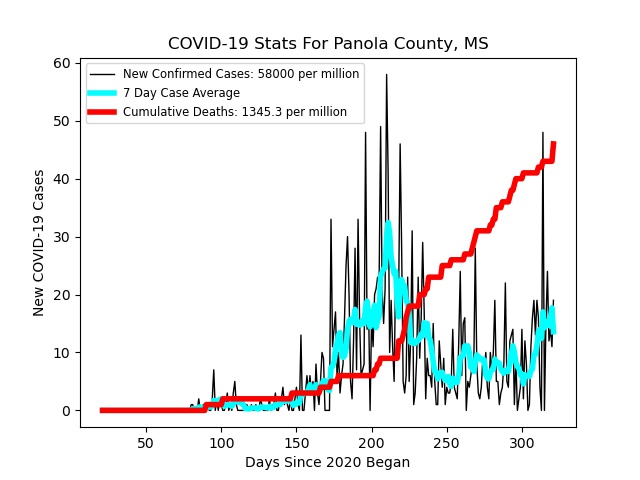 COVID-19 Stats For Panola County, MS
New Confirmed Cases: 58000 per million
7 Day Case Average
Cumulative Deaths: 1345.3 per million
New COVID-19 Cases
60
50
40
30
20
10
0
50
100
150
200
250
300
Days Since 2020 Began